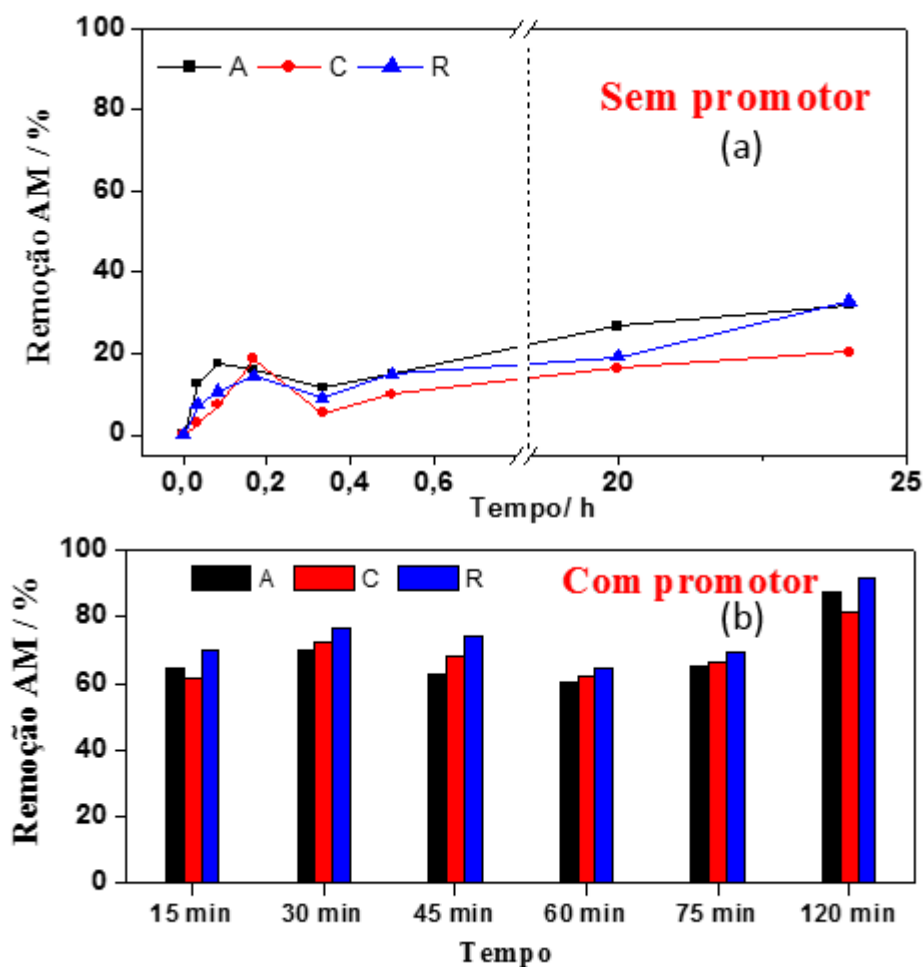 100
80
60
40
20
0
Remoção AM / %
A C R
Sem promotor
(a)
0,0 0,2 0,4 0,6 20 25
Tempo/ h
100
80
60
40
20
0
Remoção AM / %
A C R
Com promotor
(b)
15 min 30 min 45 min 60 min 75 min 120 min
Tempo